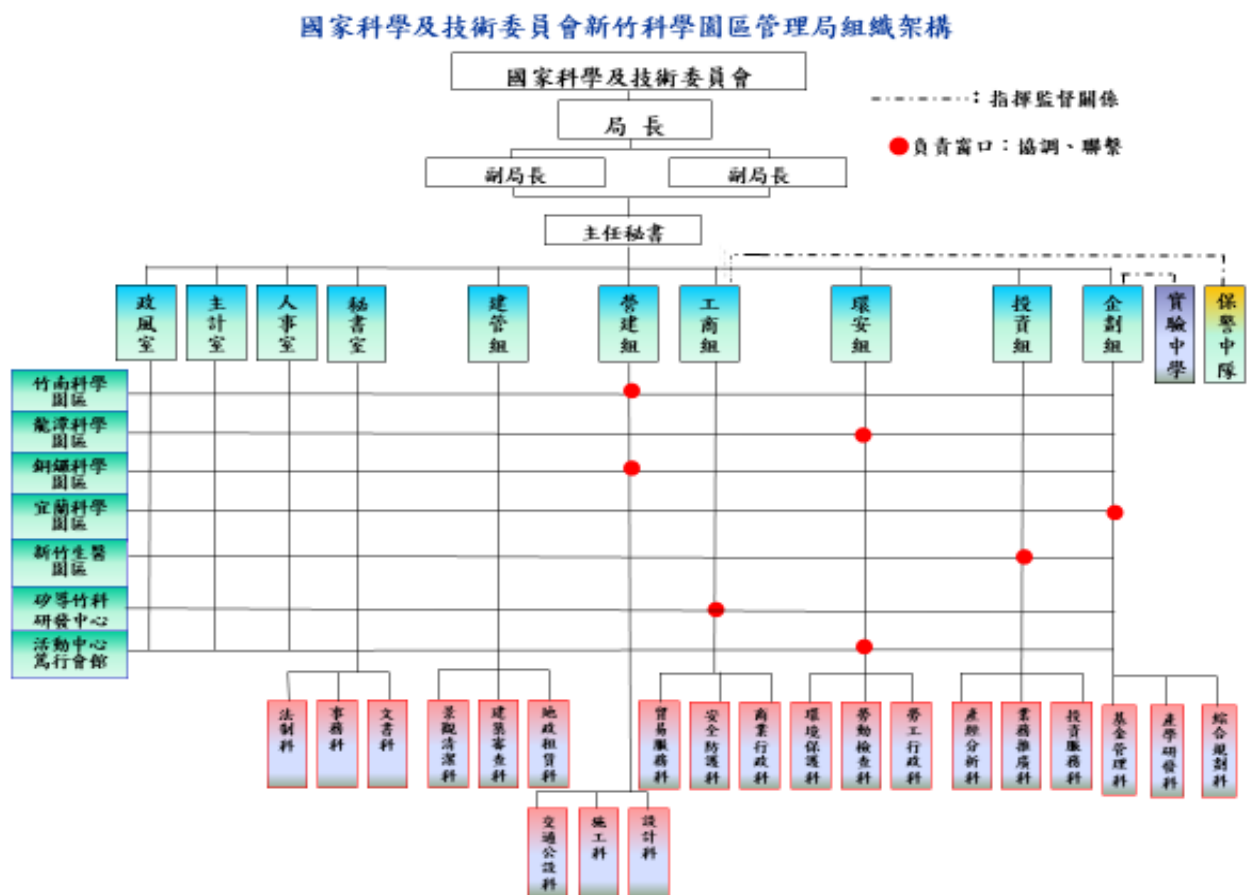 國家科學及技術委員會新竹科學園區管理局組織架構
國家科學及技術委員會
局 長
：指揮監督關係
負責窗口：協調、聯繫
副局長
副局長
主任秘書
政風室
主計室
人事室
秘書室
建管組
營建組
工商組
環安組
投資組
企劃組
實驗中學
保警中隊
竹南科學
園區
龍潭科學
園區
銅鑼科學
園區
宜蘭科學
園區
新竹生醫
園區
矽導竹科
研發中心
活動中心
篤行會館
法制科
事務科
文書科
景觀清潔科
建築審查科
地政租賃科
貿易服務科
安全防護科
商業行政科
環境保護科
勞動檢查科
勞工行政科
產經分析科
業務推廣科
投資服務科
基金管理科
產學研發科
綜合規劃科
交通公設科
施工科
設計科